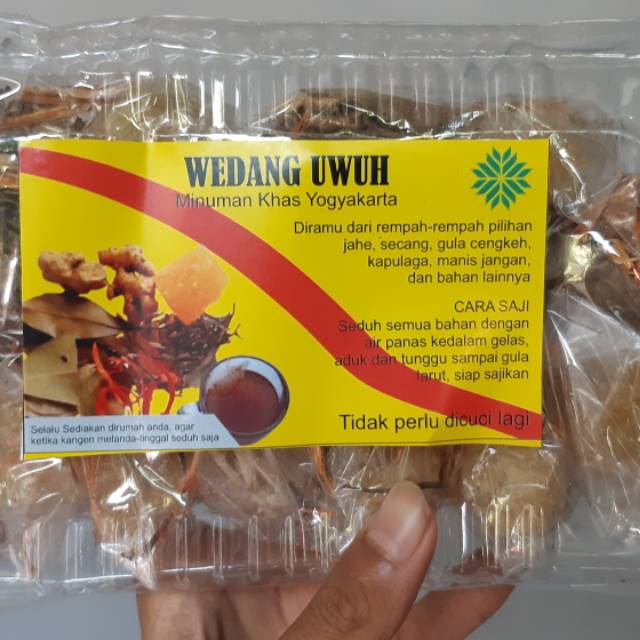 WEDANG UWUH
Minuman Khas Yogyakarta
Diramu dari rempah-rempah pilihan
jahe, secang, gula cengkeh,
kapulaga, manis jangan,
dan bahan lainnya
CARA SAJI
Seduh semua bahan dengan
air panas kedalam gelas,
aduk dan tunggu sampai gula
larut, siap sajikan
Tidak perlu dicuci lagi
Selalu Sediakan dirumah anda, agar
ketika kangen melanda-tinggal seduh saja